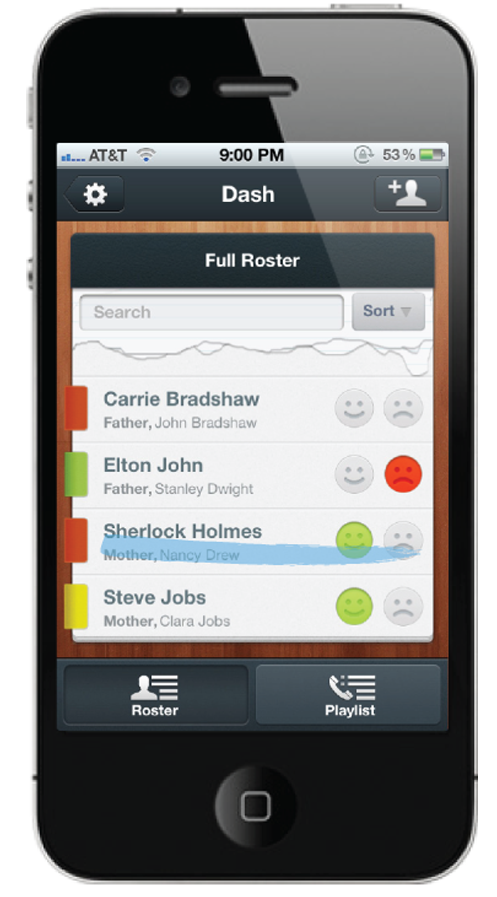 AT&T 9:00 PM 53%
Dash
Full Roster
Search Sort
Carrie Bradshaw
Father, John Bradshaw
Elton John
Father, Stanley Dwight
Sherlock Holmes
Mother, Nancy Drew
Steve Jobs
Mother, Clara Jobs
Roster Playlist